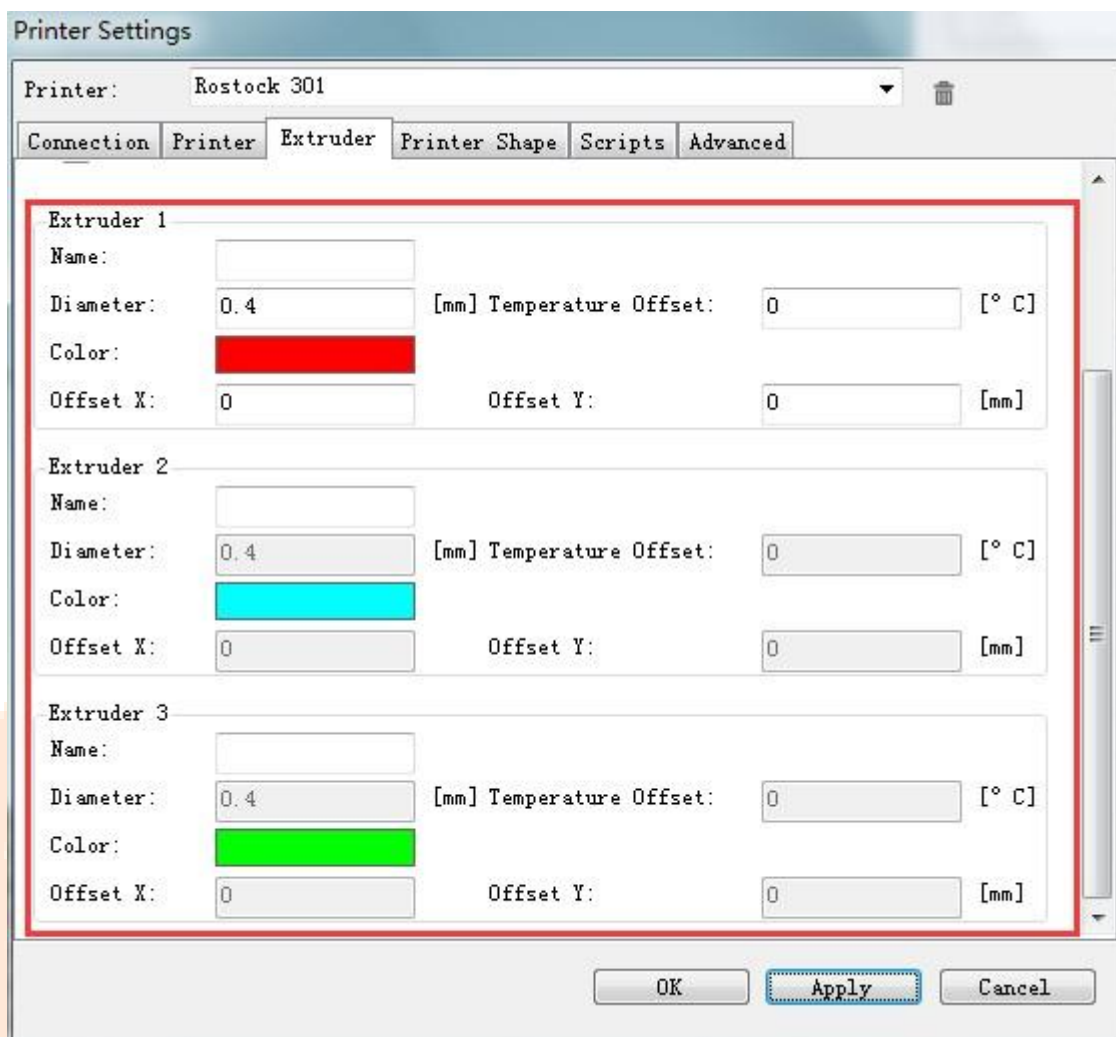 Printer Settings
Printer: Rostock 301
Connection Printer Extruder Printer Shape Scripts Advanced
Extruder 1
Name:
Diameter: 0.4 [mm] Temperature Offset: 0 [° C]
Color:
Offset X: 0 Offset Y: 0 [mm]
Extruder 2
Name:
Diameter: 0.4 [mm] Temperature Offset: 0 [° C]
Color:
Offset X: 0 Offset Y: 0 [mm]
Extruder 3
Name:
Diameter: 0.4 [mm] Temperature Offset: 0 [° C]
Color:
Offset X: 0 Offset Y: 0 [mm]
OK Apply Cancel